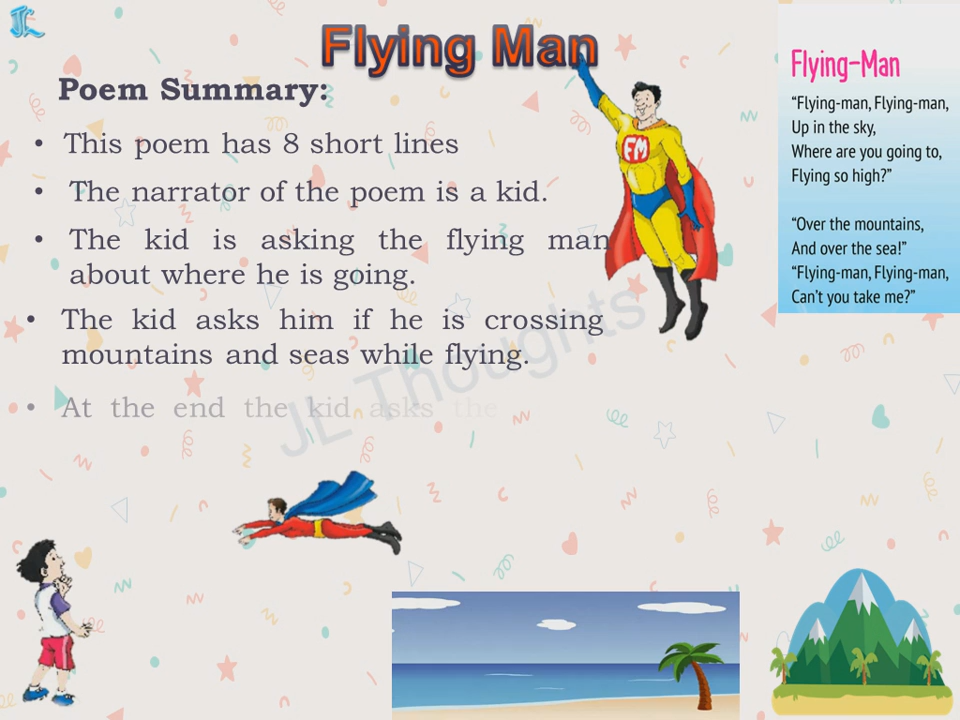 JL
Flying Man
Poem Summary:
• This poem has 8 short lines
• The narrator of the poem is a kid.
• The kid is asking the flying man
about where he is going.
• The kid asks him if he is crossing
mountains and seas while flying.
• At the end the kid asks the
FM
Flying-Man
“Flying-man, Flying-man,
Up in the sky,
Where are you going to,
Flying so high?”
“Over the mountains,
And over the sea!”
“Flying-man, Flying-man,
Can’t you take me?”
JL Thoughts